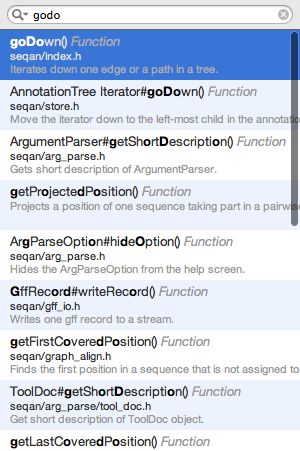 godo
goDown() Function
seqan/index.h
Iterates down one edge or a path in a tree.
AnnotationTree Iterator#goDown() Function
seqan/store.h
Move the iterator down to the left-most child in the annotatio
ArgumentParser#getShortDescription() Function
seqan/arg_parse.h
Gets short description of ArgumentParser.
getProjectedPosition() Function
Projects a position of one sequence taking part in a pairwise
ArgParseOption#hideOption() Function
seqan/arg_parse.h
Hides the ArgParseOption from the help screen.
GffRecord#writeRecord() Function
seqan/gff_io.h
Writes one gff record to a stream.
getFirstCoveredPosition() Function
seqan/graph_align.h
Finds the first position in a sequence that is not assigned to
ToolDoc#getShortDescription() Function
seqan/arg_parse/tool_doc.h
Get short description of ToolDoc object.
getLastCoveredPosition() Function